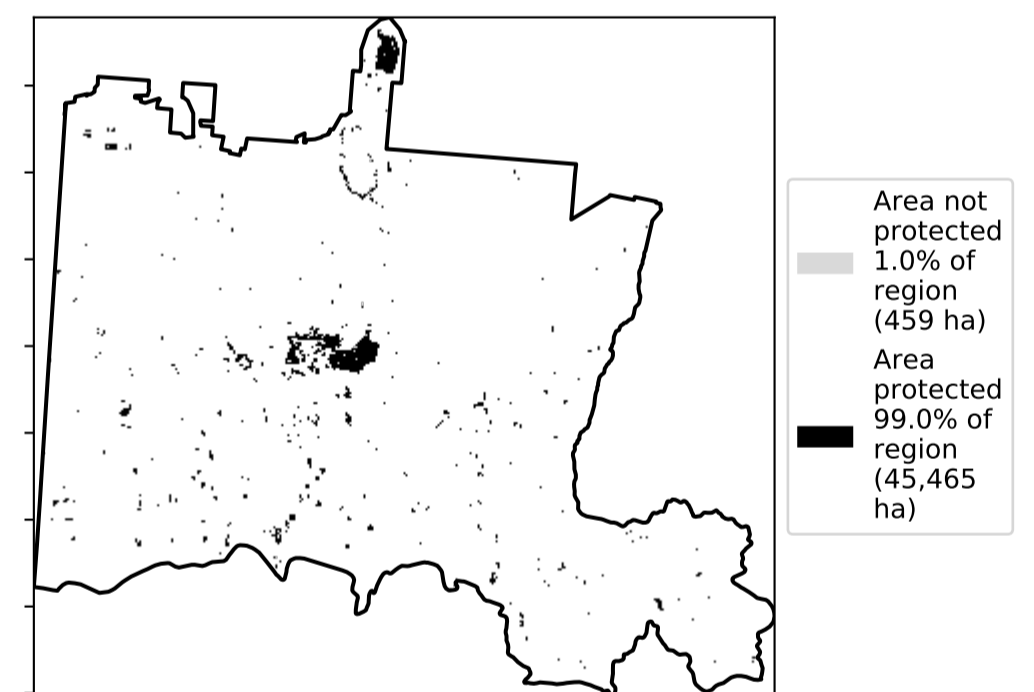 Area not
protected
1.0% of
region
(459 ha)
Area
protected
99.0% of
region
(45,465
ha)